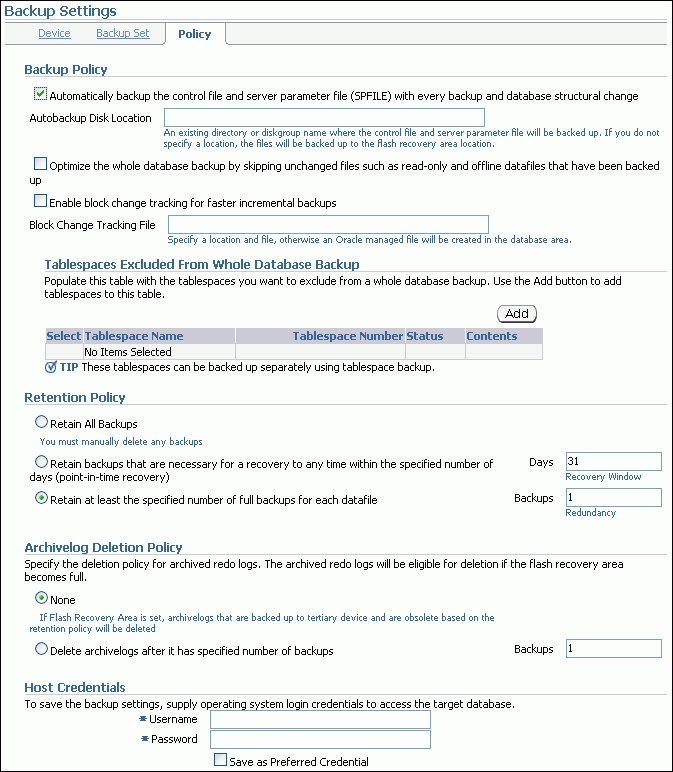 Backup Settings
Device Backup Set Policy
Backup Policy
Automatically backup the control file and server parameter file (SPFILE) with every backup and database structural change
Autobackup Disk Location
An existing directory or diskgroup name where the control file and server parameter file will be backed up. If you do not
specify a location, the files will be backed up to the flash recovery area location.
Optimize the whole database backup by skipping unchanged files such as read-only and offline datafiles that have been backed
up
Enable block change tracking for faster incremental backups
Block Change Tracking File
Specify a location and file, otherwise an Oracle managed file will be created in the database area.
Tablespaces Excluded From Whole Database Backup
Populate this table with the tablespaces you want to exclude from a whole database backup. Use the Add button to add
tablespaces to this table.
Add
Select Tablespace Name Tablespace Number Status Contents
No Items Selected
TIP These tablespaces can be backed up separately using tablespace backup.
Retention Policy
Retain All Backups
You must manually delete any backups
Retain backups that are necessary for a recovery to any time within the specified number of
days (point-in-time recovery)
Days 31
Recovery Window
Retain at least the specified number of full backups for each datafile
Backups 1
Redundancy
Archivelog Deletion Policy
Specify the deletion policy for archived redo logs. The archived redo logs will be eligible for deletion if the flash recovery area
becomes full.
None
If Flash Recovery Area is set, archivelogs that are backed up to tertiary device and are obsolete based on the
retention policy will be deleted
Delete archivelogs after it has specified number of backups Backups 1
Host Credentials
To save the backup settings, supply operating system login credentials to access the target database.
* Username
* Password
Save as Preferred Credential